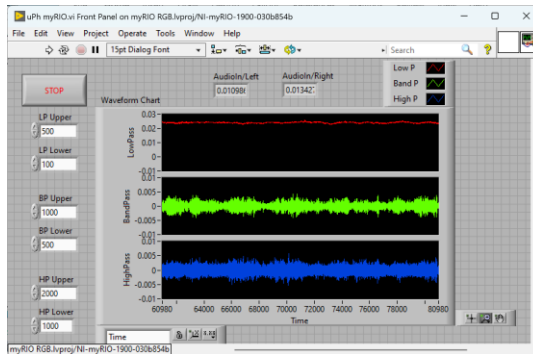 uPh myRIO.vi Front Panel on myRIO RGB.lvproj/NI-myRIO-1900-030b854b
File Edit View Project Operate Tools Window Help
15pt Dialog Font
Search
STOP
AudioIn/Left
AudioIn/Right
Low P
Band P
High P
Waveform Chart
LP Upper
500
LP Lower
100
BP Upper
1000
BP Lower
500
HP Upper
2000
HP Lower
1000
LowPass
0.03
0.02
0.01
0
-0.01
BandPass
0.01
0.005
0
-0.005
-0.01
HighPass
0.01
0.005
0
-0.005
-0.01
60980 64000 66000 68000 70000 72000 74000 76000 78000 80980
Time
Time
myRIO RGB.lvproj/NI-myRIO-1900-030b854b